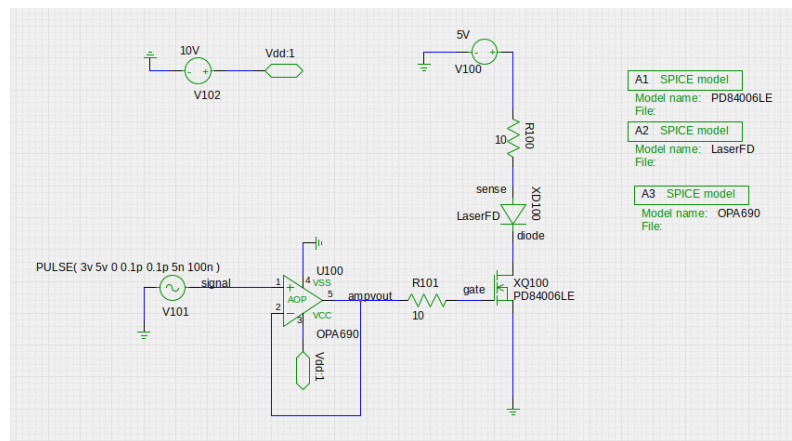 5V
10V
Vdd:1
V100
V102
A1 SPICE model
Model name: PD84006LE
File:
A2 SPICE model
Model name: LaserFD
File:
A3 SPICE model
Model name: OPA690
File:
R100
10
sense
XD100
LaserFD
diode
PULSE( 3v 5v 0 0.1p 0.1p 5n 100n )
signal
V101
U100
4 VSS
1
+
AOP
5
ampvout
2
3
VCC
OPA690
Vdd:1
R101
10
gate
XQ100
PD84006LE